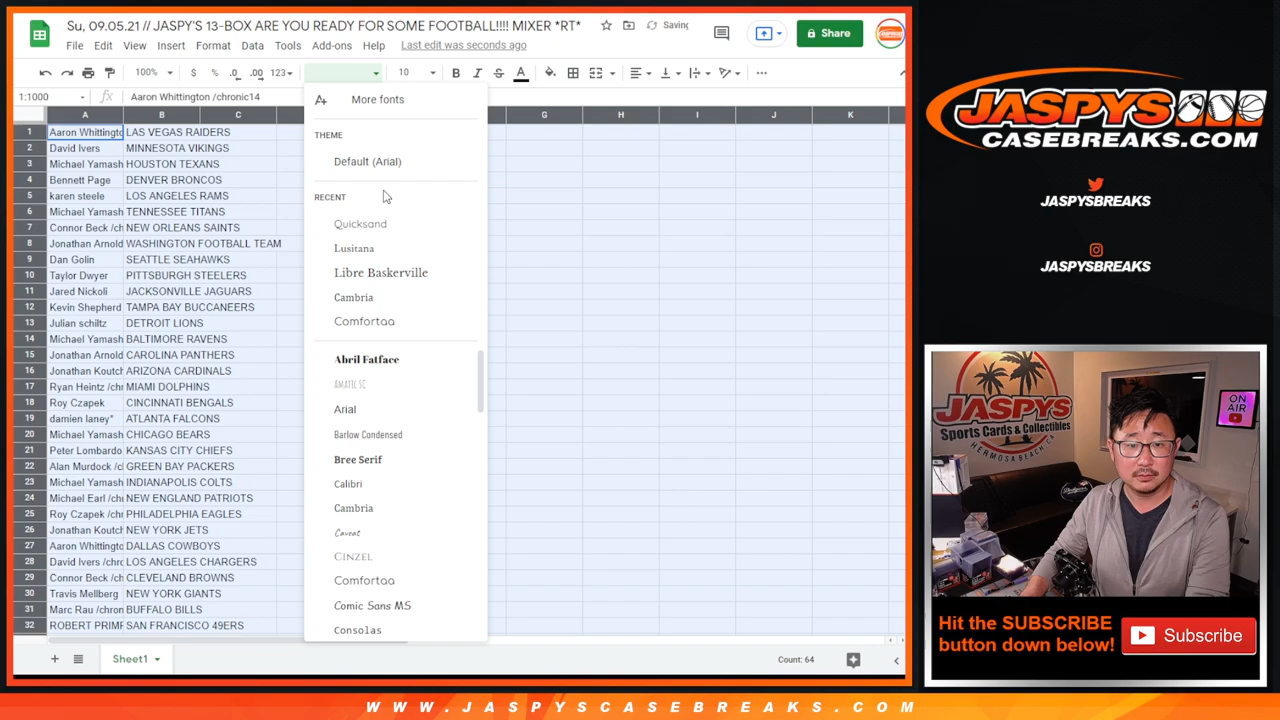 Su, 09.05.21 // JASPY'S 13-BOX ARE YOU READY FOR SOME FOOTBALL!!!! MIXER *RT*
Saving
File Edit View Insert Format Data Tools Add-ons Help Last edit was seconds ago
Share
100% $ % .0 .00 123 10 B I S A
1:1000 fx Aaron Whittington /chronic14
A B C G H I J K
1 Aaron Whittingto LAS VEGAS RAIDERS
2 David Ivers MINNESOTA VIKINGS
3 Michael Yamash HOUSTON TEXANS
4 Bennett Page DENVER BRONCOS
5 karen steele LOS ANGELES RAMS
6 Michael Yamash TENNESSEE TITANS
7 Connor Beck /ch NEW ORLEANS SAINTS
8 Jonathan Arnold WASHINGTON FOOTBALL TEAM
9 Dan Golin SEATTLE SEAHAWKS
10 Taylor Dwyer PITTSBURGH STEELERS
11 Jared Nickoli JACKSONVILLE JAGUARS
12 Kevin Shepherd TAMPA BAY BUCCANEERS
13 Julian schiltz DETROIT LIONS
14 Michael Yamash BALTIMORE RAVENS
15 Jonathan Arnold CAROLINA PANTHERS
16 Jonathan Koutch ARIZONA CARDINALS
17 Ryan Heintz /chr MIAMI DOLPHINS
18 Roy Czapek CINCINNATI BENGALS
19 damien laney* ATLANTA FALCONS
20 Michael Yamash CHICAGO BEARS
21 Peter Lombardo KANSAS CITY CHIEFS
22 Alan Murdock /ch GREEN BAY PACKERS
23 Michael Yamash INDIANAPOLIS COLTS
24 Michael Earl /chr NEW ENGLAND PATRIOTS
25 Roy Czapek /chr PHILADELPHIA EAGLES
26 Jonathan Koutch NEW YORK JETS
27 Aaron Whittingto DALLAS COWBOYS
28 David Ivers /chro LOS ANGELES CHARGERS
29 Connor Beck /ch CLEVELAND BROWNS
30 Travis Mellberg NEW YORK GIANTS
31 Marc Rau /chron BUFFALO BILLS
32 ROBERT PRIMF SAN FRANCISCO 49ERS
More fonts
THEME
Default (Arial)
RECENT
Quicksand
Lusitana
Libre Baskerville
Cambria
Comfortaa
Abril Fatface
AMATIC SC
Arial
Barlow Condensed
Bree Serif
Calibri
Cambria
Caveat
CINZEL
Comfortaa
Comic Sans MS
Consolas
Sheet1
Count: 64
JASPYS
CASEBREAKS.COM
JASPYSBREAKS
JASPYSBREAKS
JASPYS
Sports Cards & Collectibles
HERMOSA BEACH, CA
ON AIR
Hit the SUBSCRIBE
button down below!
Subscribe
WWW.JASPYSCASEBREAKS.COM